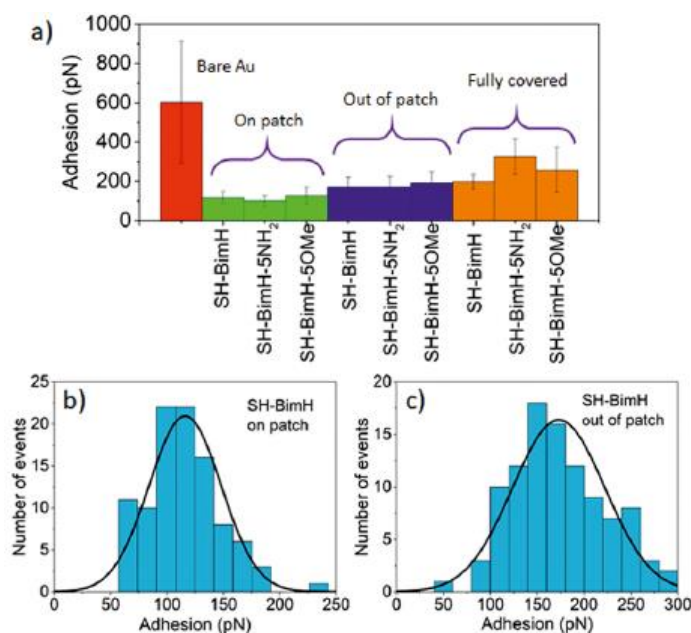 a)
Adhesion (pN)
1000
800
600
400
200
0
Bare Au
On patch
Out of patch
Fully covered
SH-BimH
SH-BimH-5NH₂
SH-BimH-5OMe
SH-BimH
SH-BimH-5NH₂
SH-BimH-5OMe
SH-BimH
SH-BimH-5NH₂
SH-BimH-5OMe
b)
Number of events
25
20
15
10
5
0
SH-BimH
on patch
0 50 100 150 200 250
Adhesion (pN)
c)
Number of events
20
15
10
5
0
SH-BimH
out of patch
0 50 100 150 200 250 300
Adhesion (pN)